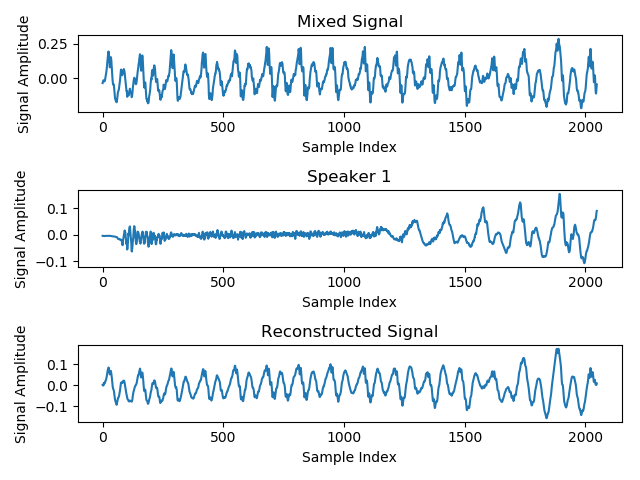 Mixed Signal
Signal Amplitude
0.25
0.00
0 500 1000 1500 2000
Sample Index
Speaker 1
Signal Amplitude
0.1
0.0
−0.1
0 500 1000 1500 2000
Sample Index
Reconstructed Signal
Signal Amplitude
0.1
0.0
−0.1
0 500 1000 1500 2000
Sample Index